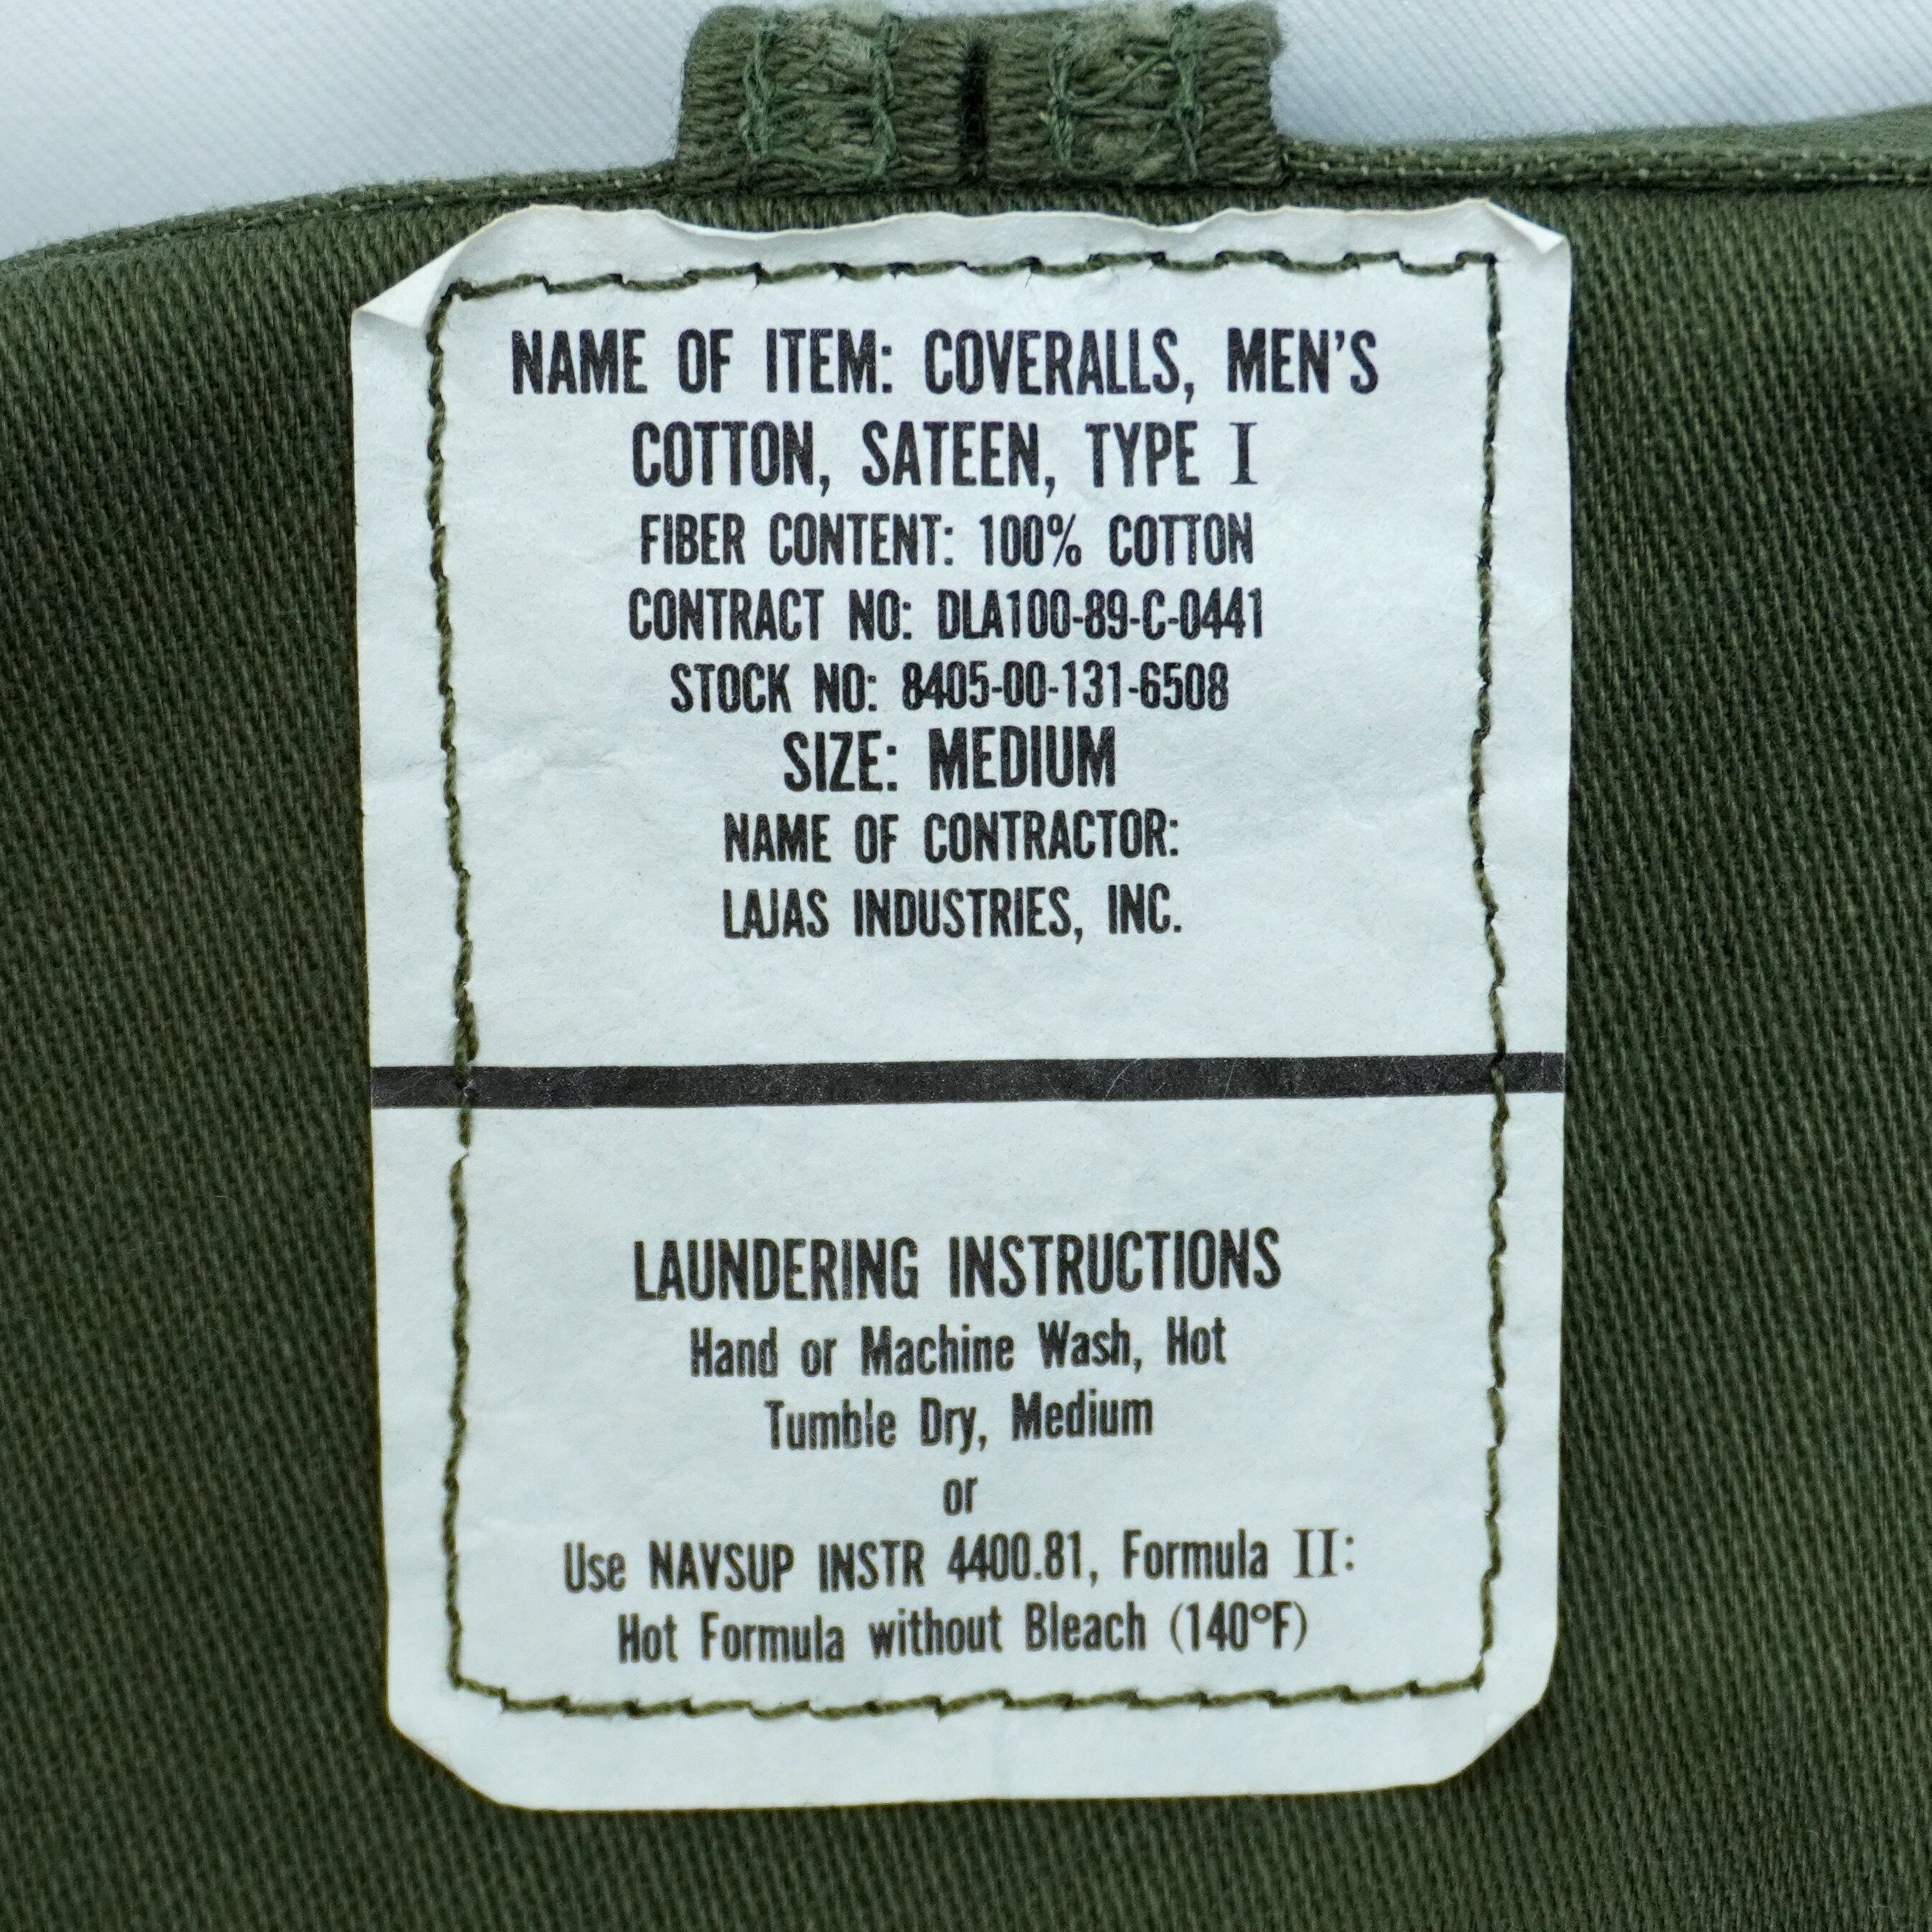 NAME OF ITEM: COVERALLS, MEN'S
COTTON, SATEEN, TYPE I
FIBER CONTENT: 100% COTTON
CONTRACT NO: DLA100-89-C-0441
STOCK NO: 8405-00-131-6508
SIZE: MEDIUM
NAME OF CONTRACTOR:
LAJAS INDUSTRIES, INC.
LAUNDERING INSTRUCTIONS
Hand or Machine Wash, Hot
Tumble Dry, Medium
or
Use NAVSUP INSTR 4400.81, Formula II:
Hot Formula without Bleach (140°F)